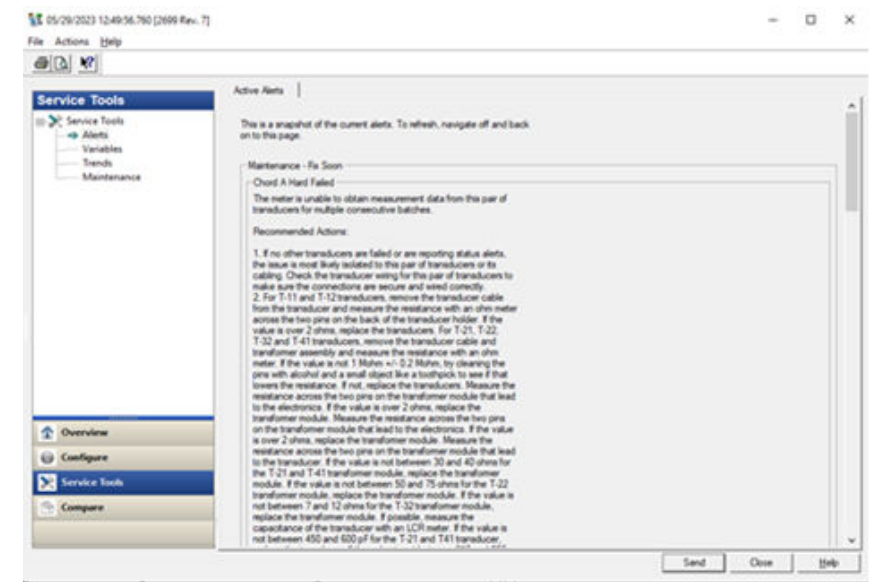 05/29/2023 12:49:56.760 [2699 Rev. 7]
File Actions Help
Service Tools
Service Tools
Alerts
Variables
Trends
Maintenance
Overview
Configure
Service Tools
Compare
Active Alerts
This is a snapshot of the current alerts. To refresh, navigate off and back
on to this page.
Maintenance - Fix Soon
Chord A Hard Failed
The meter is unable to obtain measurement data from this pair of
transducers for multiple consecutive batches.
Recommended Actions:
1. If no other transducers are failed or are reporting status alerts,
the issue is most likely isolated to this pair of transducers or its
cabling. Check the transducer wiring for this pair of transducers to
make sure the connections are secure and wired correctly.
2. For T-11 and T-12 transducers, remove the transducer cable
from the transducer and measure the resistance with an ohm meter
across the two pins on the back of the transducer holder. If the
value is over 2 ohms, replace the transducers. For T-21, T-22,
T-32 and T-41 transducers, remove the transducer cable and
transformer assembly and measure the resistance with an ohm
meter. If the value is not 1 Mohm +/- 0.2 Mohm, try cleaning the
pins with alcohol and a small object like a toothpick to see if that
lowers the resistance. If not, replace the transducers. Measure the
resistance across the two pins on the transformer module that lead
to the electronics. If the value is over 2 ohms, replace the
transformer module. Measure the resistance across the two pins
on the transformer module that lead to the electronics. If the value
is over 2 ohms, replace the transformer module. Measure the
resistance across the two pins on the transformer module that lead
to the transducer. If the value is not between 30 and 40 ohms for
the T-21 and T-41 transformer module, replace the transformer
module. If the value is not between 50 and 75 ohms for the T-22
transformer module, replace the transformer module. If the value is
not between 7 and 12 ohms for the T-32 transformer module,
replace the transformer module. If possible, measure the
capacitance of the transducer with an LCR meter. If the value is
not between 450 and 600 pF for the T-21 and T41 transducer,
Send Close Help